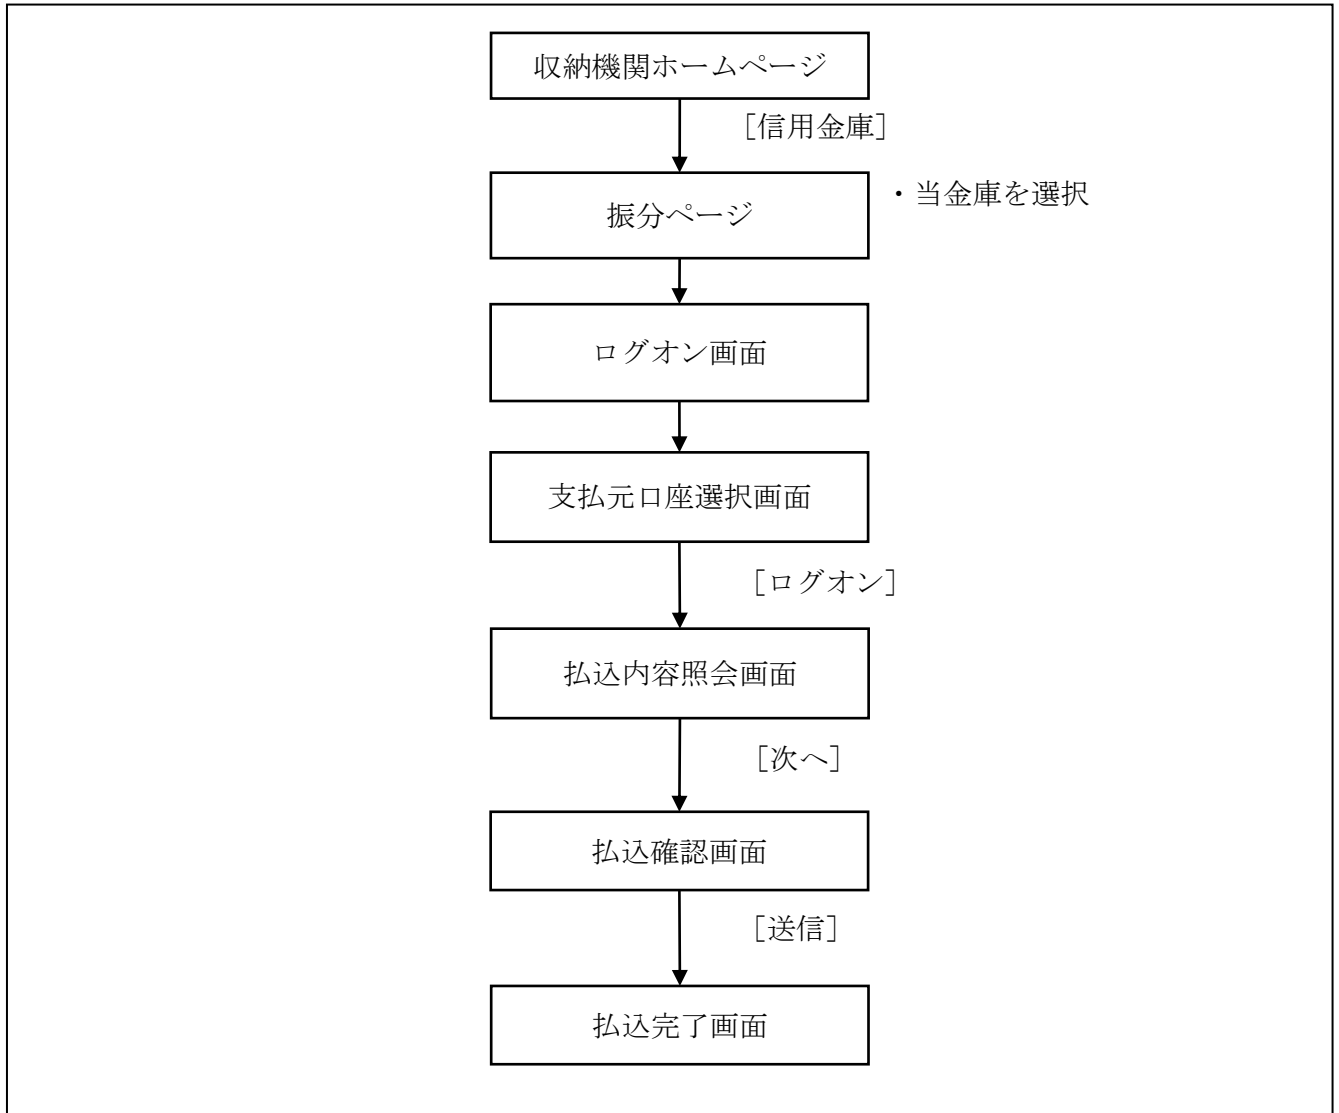 収納機関ホームページ
［信用金庫］
振分ページ
・当金庫を選択
ログオン画面
支払元口座選択画面
［ログオン］
払込内容照会画面
［次へ］
払込確認画面
［送信］
払込完了画面